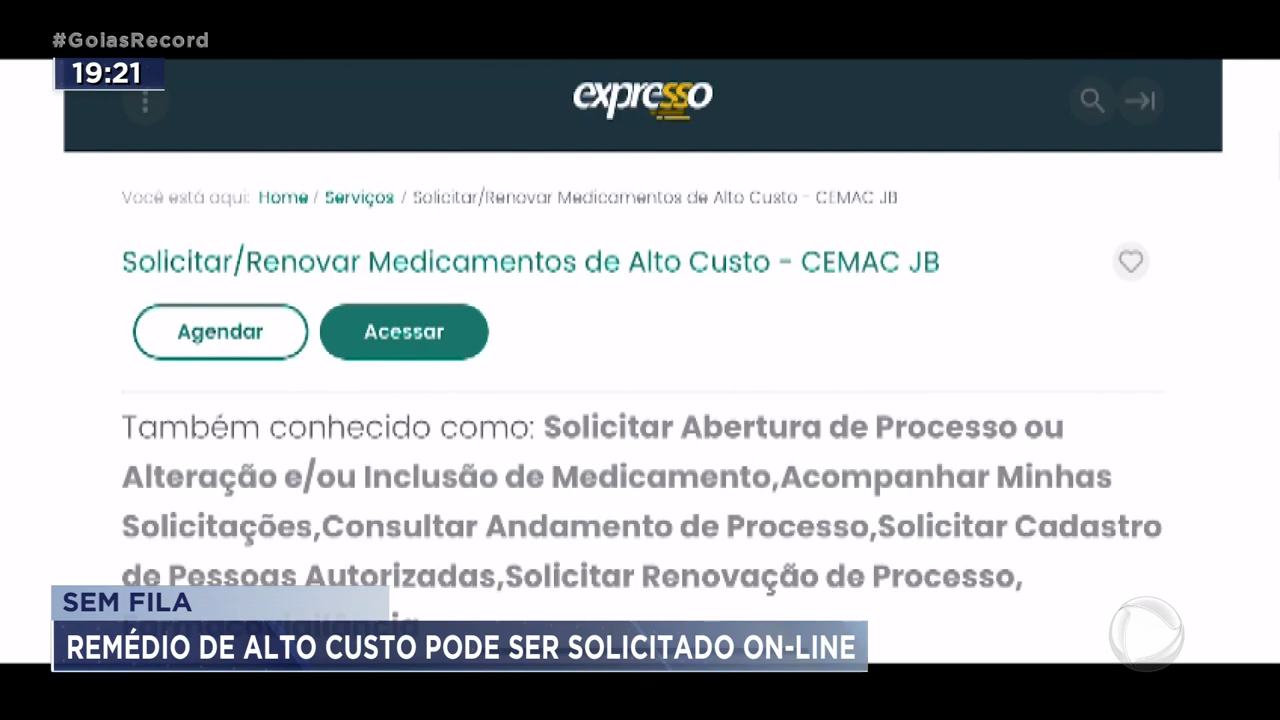 #GoiasRecord
19:21
expresso
Você está aqui: Home / Serviços / Solicitar/Renovar Medicamentos de Alto Custo - CEMAC JB
Solicitar/Renovar Medicamentos de Alto Custo - CEMAC JB
Agendar
Acessar
Também conhecido como: Solicitar Abertura de Processo ou
Alteração e/ou Inclusão de Medicamento,Acompanhar Minhas
Solicitações,Consultar Andamento de Processo,Solicitar Cadastro
de Pessoas Autorizadas,Solicitar Renovação de Processo,
SEM FILA
REMÉDIO DE ALTO CUSTO PODE SER SOLICITADO ON-LINE